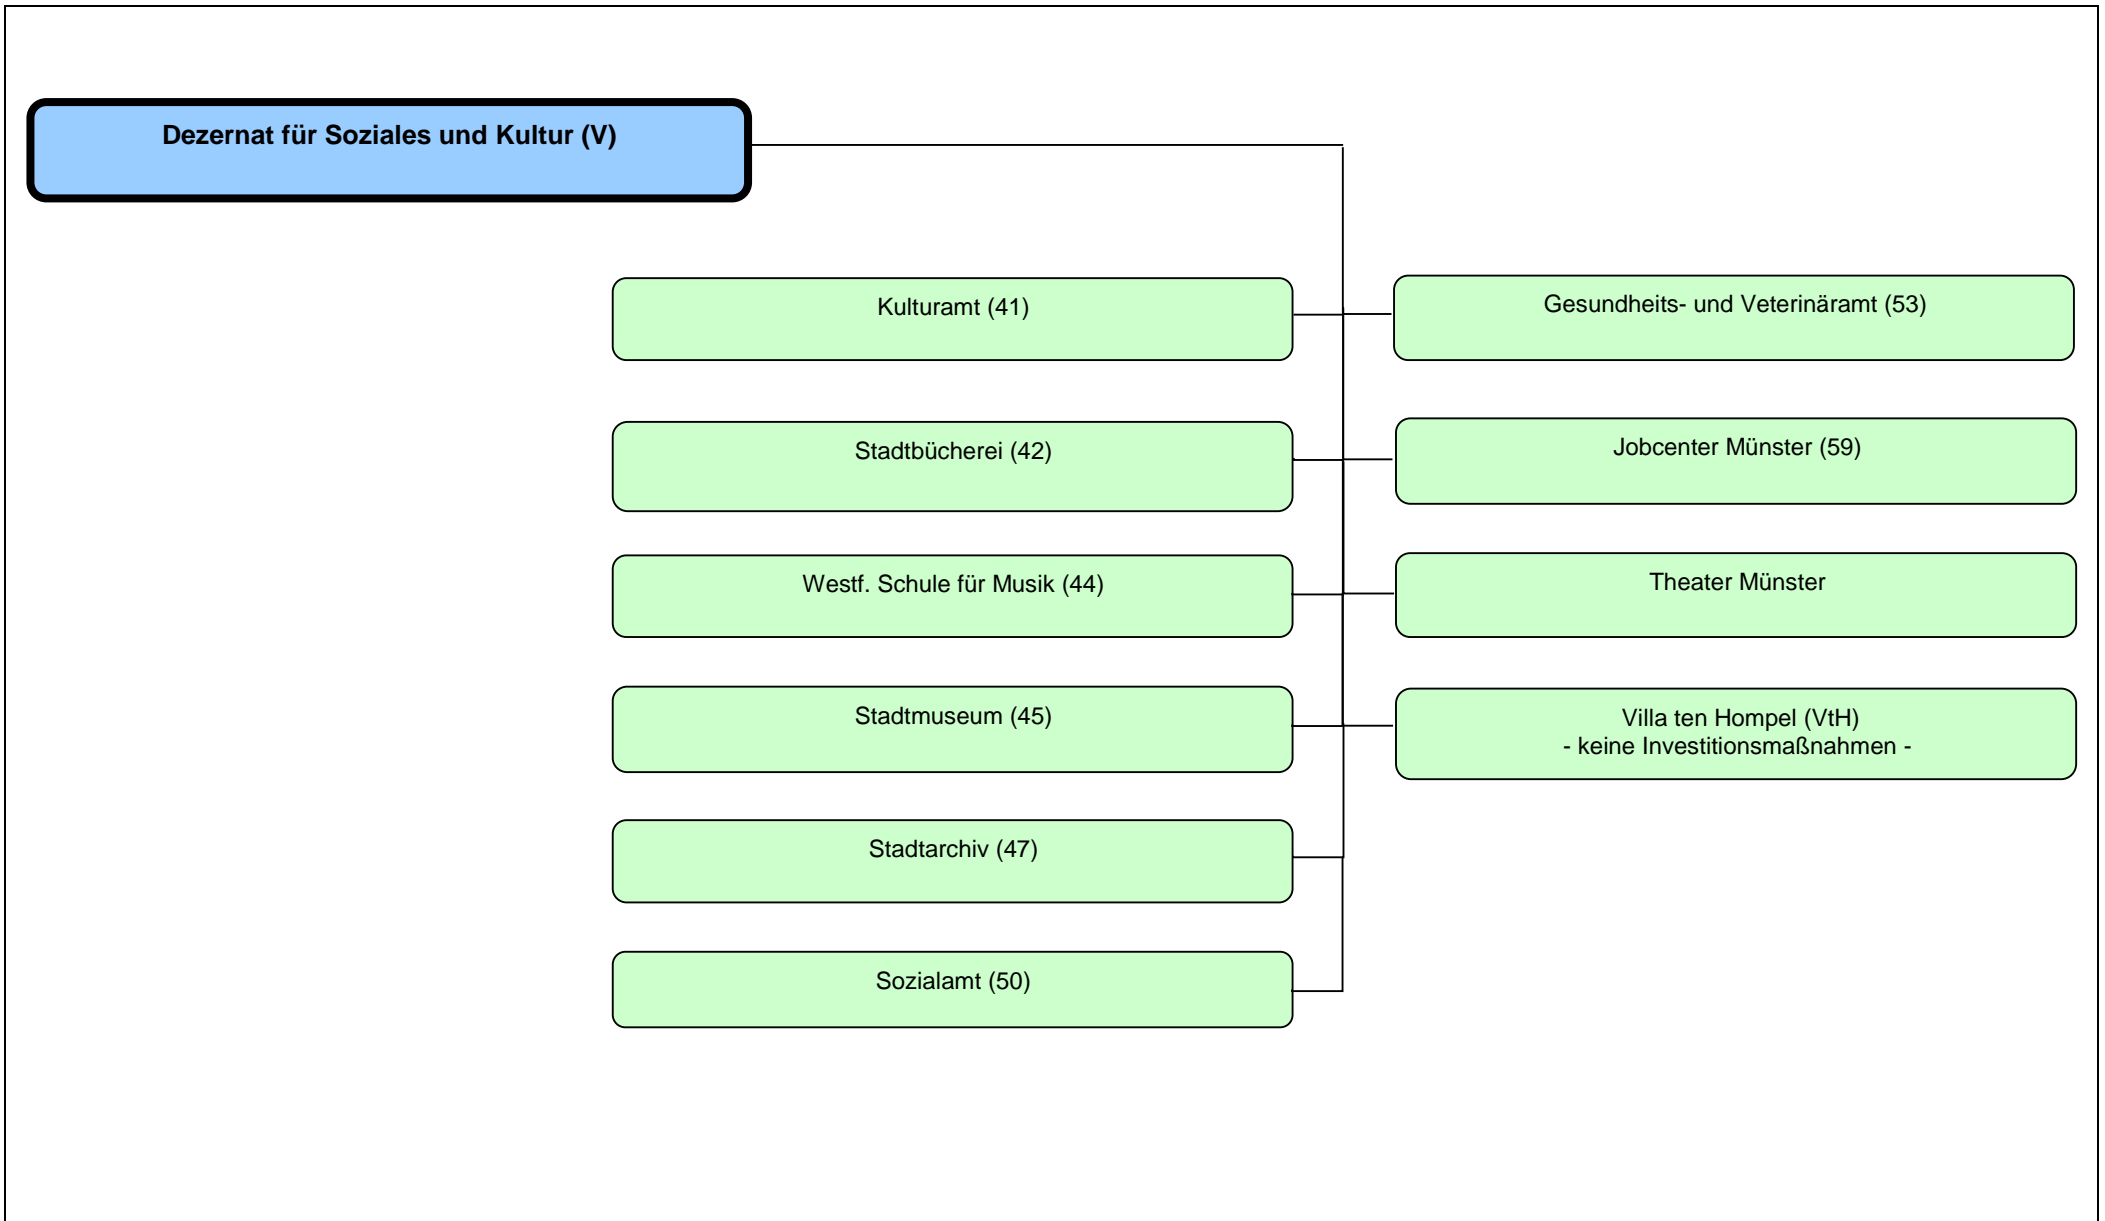 Dezernat für Soziales und Kultur (V)
Kulturamt (41)
Stadtbücherei (42)
Westf. Schule für Musik (44)
Stadtmuseum (45)
Stadtarchiv (47)
Sozialamt (50)
Gesundheits- und Veterinäramt (53)
Jobcenter Münster (59)
Theater Münster
Villa ten Hompel (VtH)
- keine Investitionsmaßnahmen -